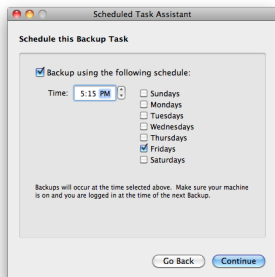 Scheduled Task Assistant
Schedule this Backup Task
Backup using the following schedule:
Time: 5:15 PM
Sundays
Mondays
Tuesdays
Wednesdays
Thursdays
Fridays
Saturdays
Backups will occur at the time selected above. Make sure your machine
is on and you are logged in at the time of the next Backup.
Go Back Continue